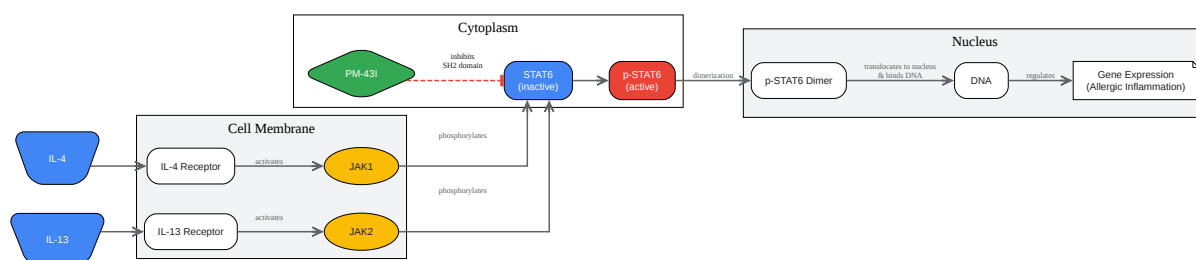 Cytoplasm
PM-43I
inhibits
SH2 domain
STAT6
(inactive)
p-STAT6
(active)
dimerization
Nucleus
p-STAT6 Dimer
translocates to nucleus
& binds DNA
DNA
regulates
Gene Expression
(Allergic Inflammation)
Cell Membrane
IL-4
IL-4 Receptor
activates
JAK1
phosphorylates
IL-13
IL-13 Receptor
activates
JAK2
phosphorylates